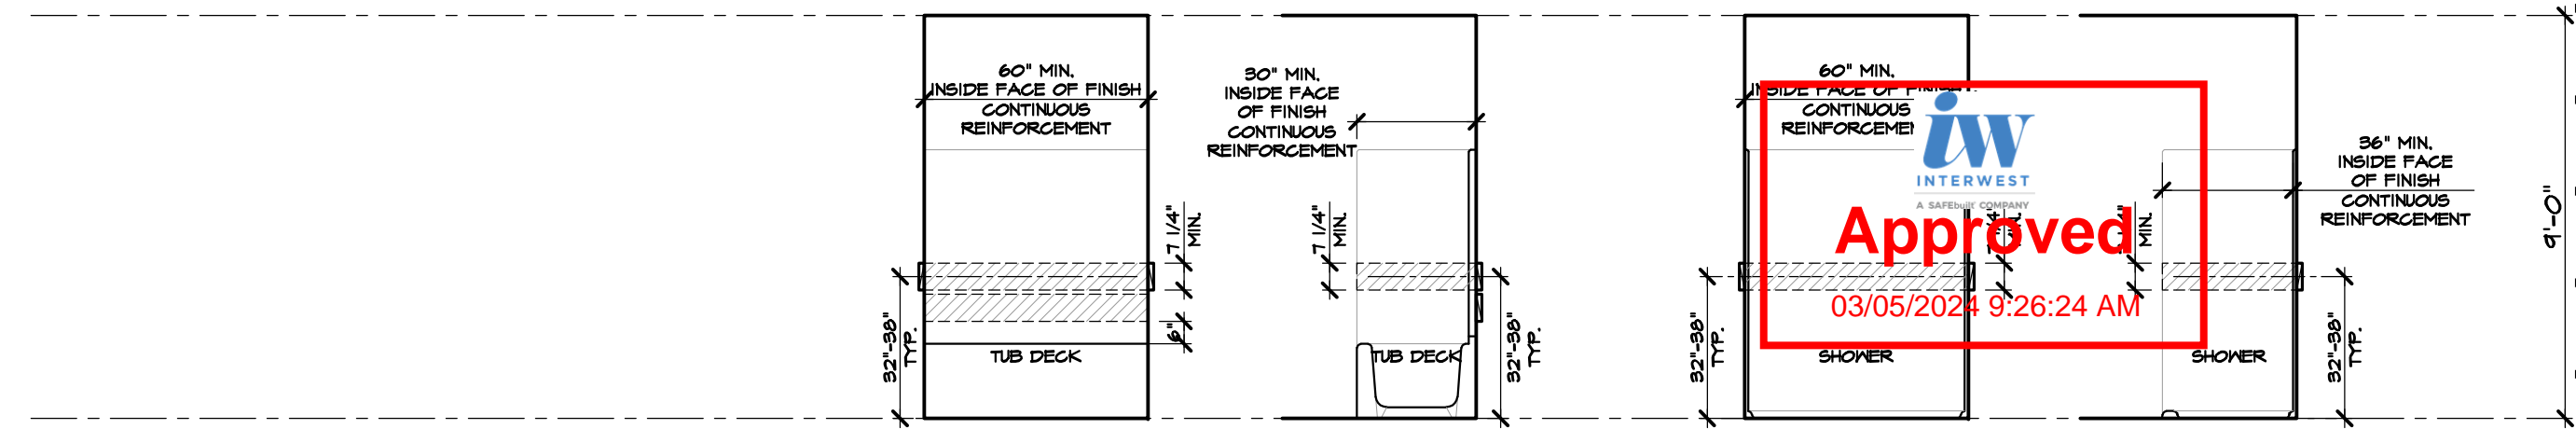 60" MIN.
INSIDE FACE OF FINISH
CONTINUOUS
REINFORCEMENT
7 1/4"
MIN.
6"
32"-38"
TYP.
TUB DECK
30" MIN.
INSIDE FACE
OF FINISH
CONTINUOUS
REINFORCEMENT
7 1/4"
MIN.
TUB DECK
32"-38"
TYP.
60" MIN.
INSIDE FACE OF
CONTINUOUS
32"-38"
TYP.
SHOWER
iw
INTERWEST
A SAFEbuilt COMPANY
Approved
03/05/2024 9:26:24 AM
MIN.
SHOWER
32"-38"
TYP.
36" MIN.
INSIDE FACE
OF FINISH
CONTINUOUS
REINFORCEMENT
9'-0"